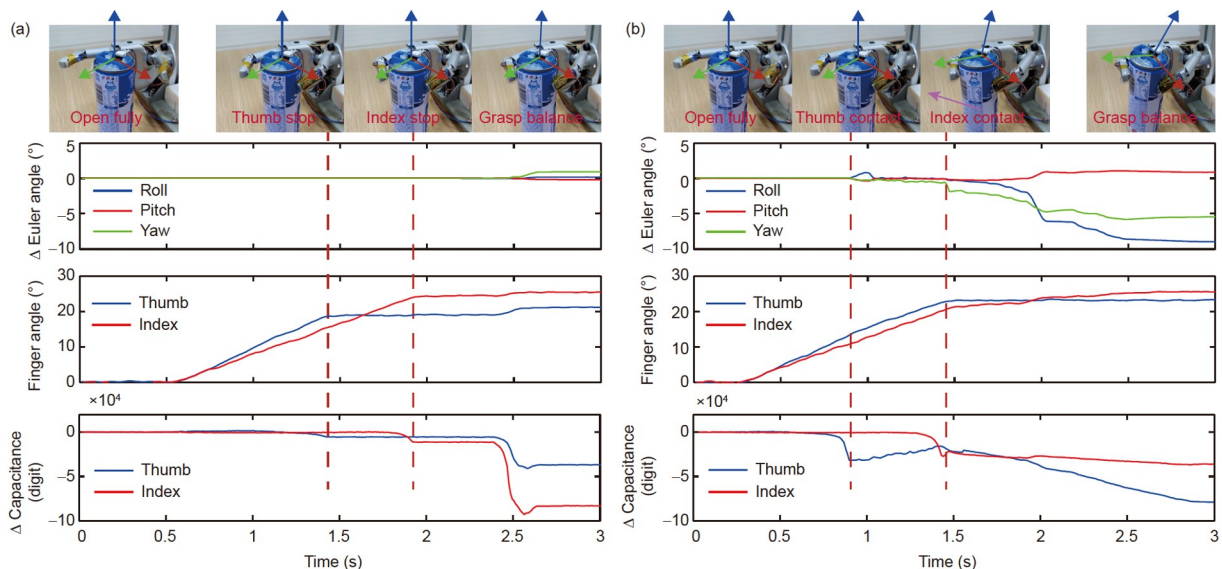 (a)
Open fully
Thumb stop
Index stop
Grasp balance
Δ Euler angle (°)
5
0
−5
−10
Roll
Pitch
Yaw
Finger angle (°)
30
20
10
0
Thumb
Index
×10⁴
Δ Capacitance
(digit)
0
−5
−10
Thumb
Index
0
0.5
1
1.5
2
2.5
3
Time (s)
(b)
Open fully
Thumb contact
Index contact
Grasp balance
Δ Euler angle (°)
5
0
−5
−10
Roll
Pitch
Yaw
Finger angle (°)
30
20
10
0
Thumb
Index
×10⁴
Δ Capacitance
(digit)
0
−5
−10
Thumb
Index
0
0.5
1
1.5
2
2.5
3
Time (s)